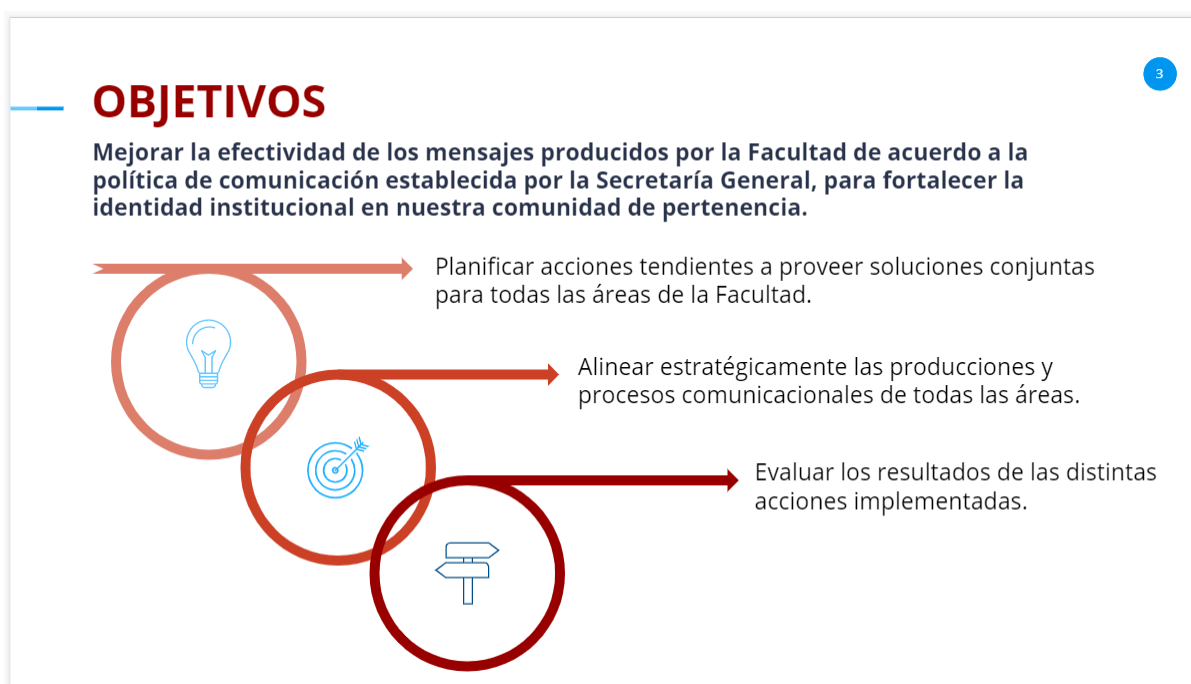 3
OBJETIVOS
Mejorar la efectividad de los mensajes producidos por la Facultad de acuerdo a la
política de comunicación establecida por la Secretaría General, para fortalecer la
identidad institucional en nuestra comunidad de pertenencia.
Planificar acciones tendientes a proveer soluciones conjuntas
para todas las áreas de la Facultad.
Alinear estratégicamente las producciones y
procesos comunicacionales de todas las áreas.
Evaluar los resultados de las distintas
acciones implementadas.